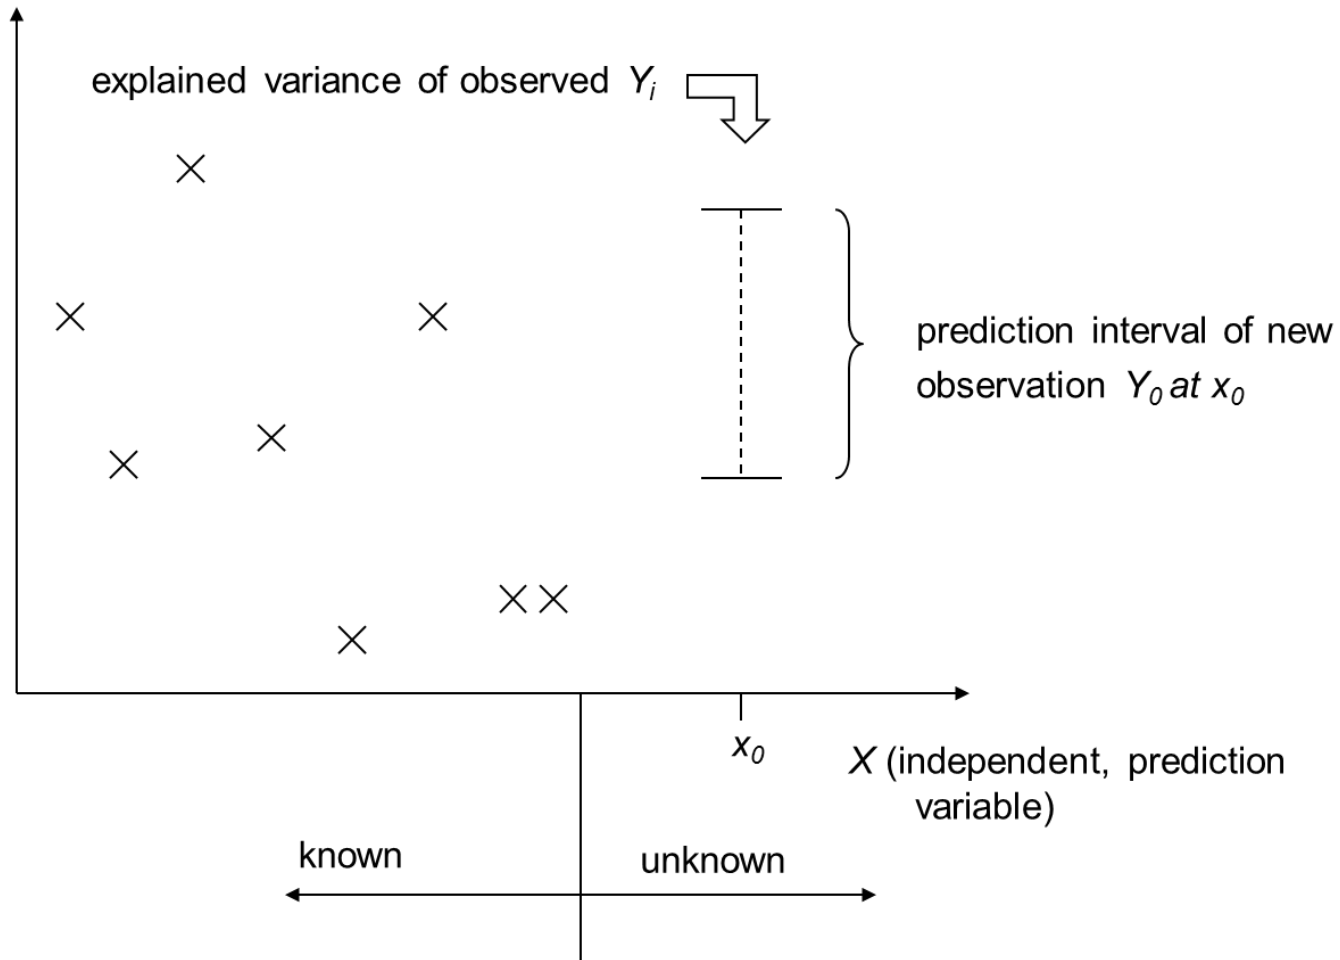 explained variance of observed Yi
prediction interval of new
observation Y0 at x0
x0
X (independent, prediction
variable)
known
unknown